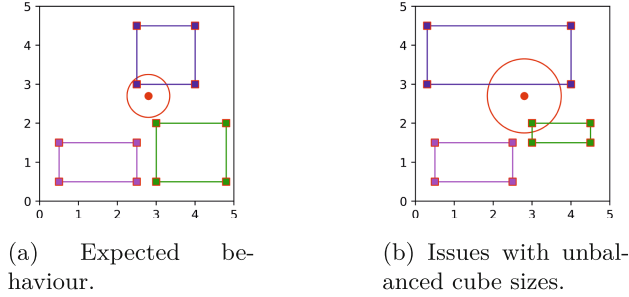 5
4
3
2
1
0
0 1 2 3 4 5
(a) Expected be-
haviour.
5
4
3
2
1
0
0 1 2 3 4 5
(b) Issues with unbal-
anced cube sizes.